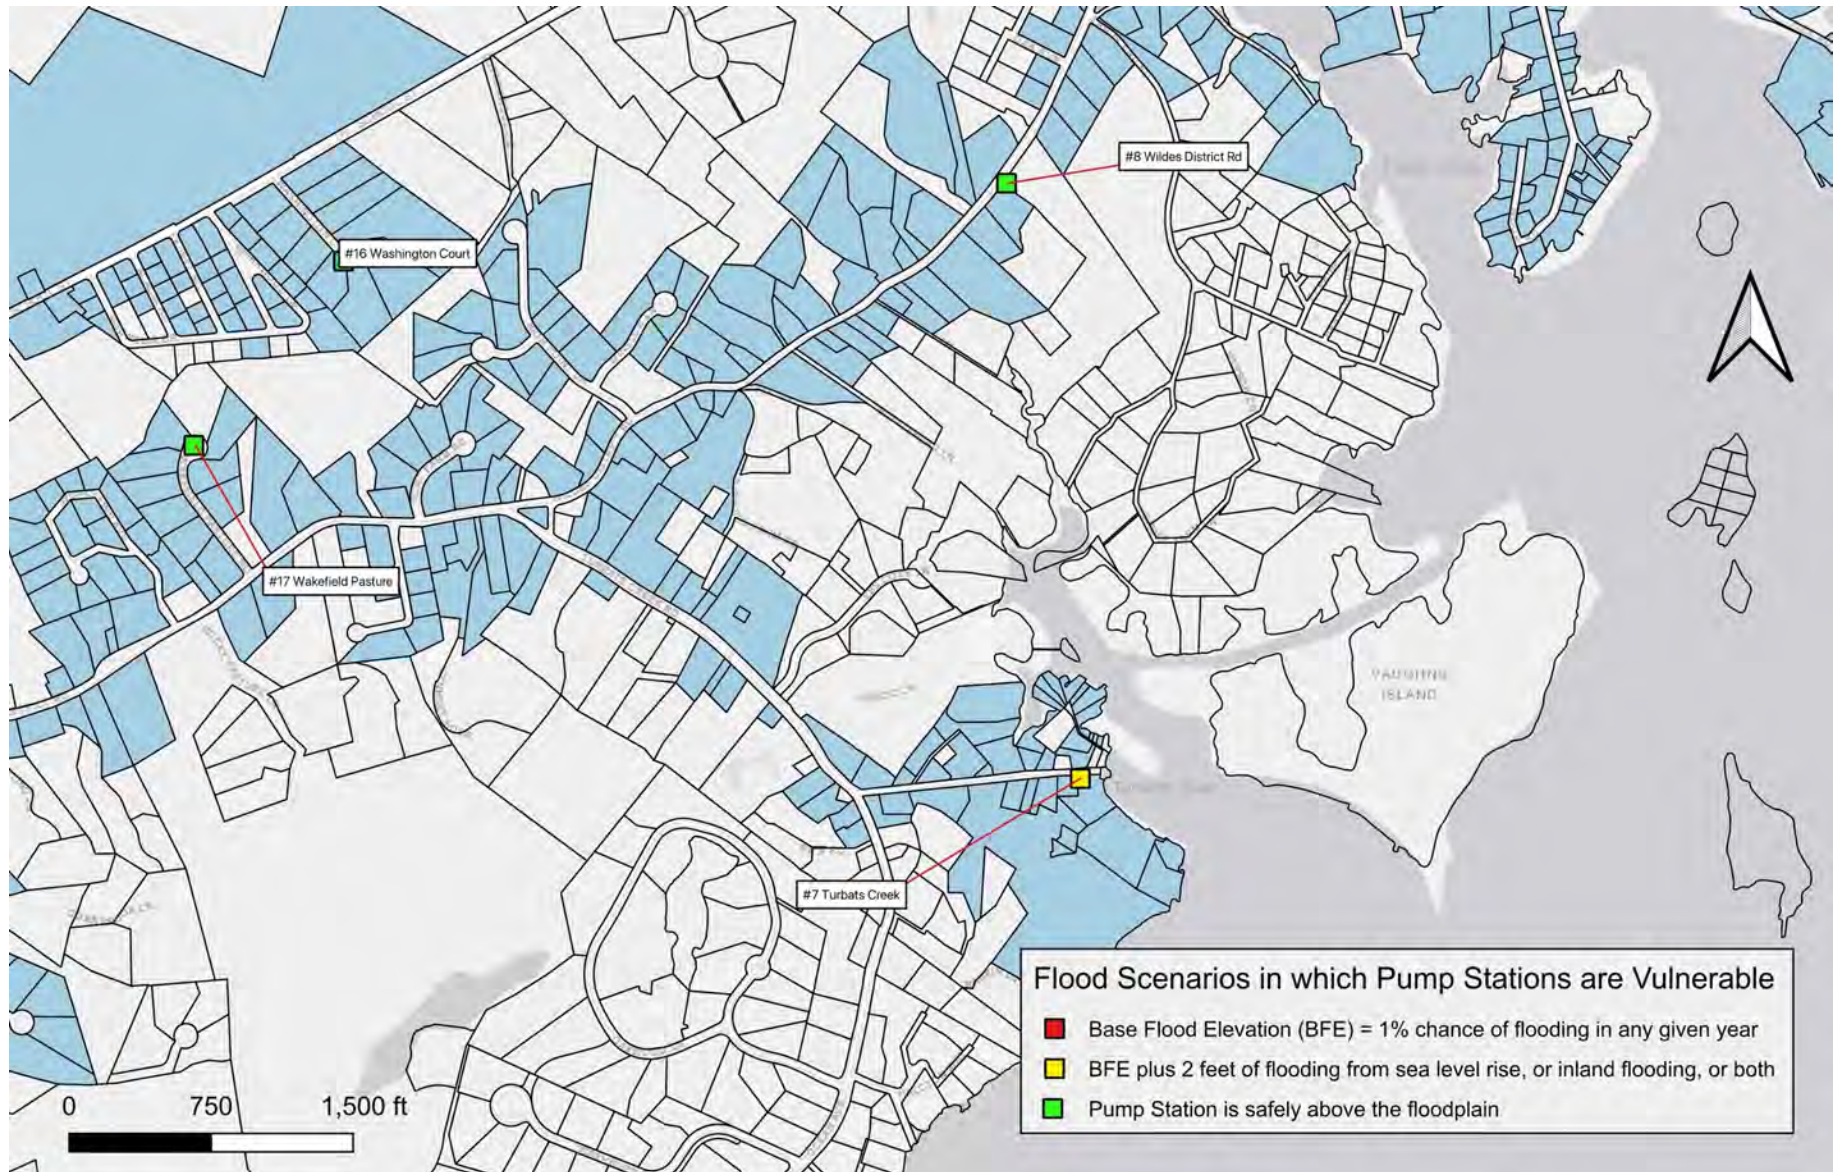 #8 Wildes District Rd
#16 Washington Court
#17 Wakefield Pasture
VAUGHNS
ISLAND
#7 Turbats Creek
Flood Scenarios in which Pump Stations are Vulnerable
Base Flood Elevation (BFE) = 1% chance of flooding in any given year
BFE plus 2 feet of flooding from sea level rise, or inland flooding, or both
Pump Station is safely above the floodplain
0 750 1,500 ft